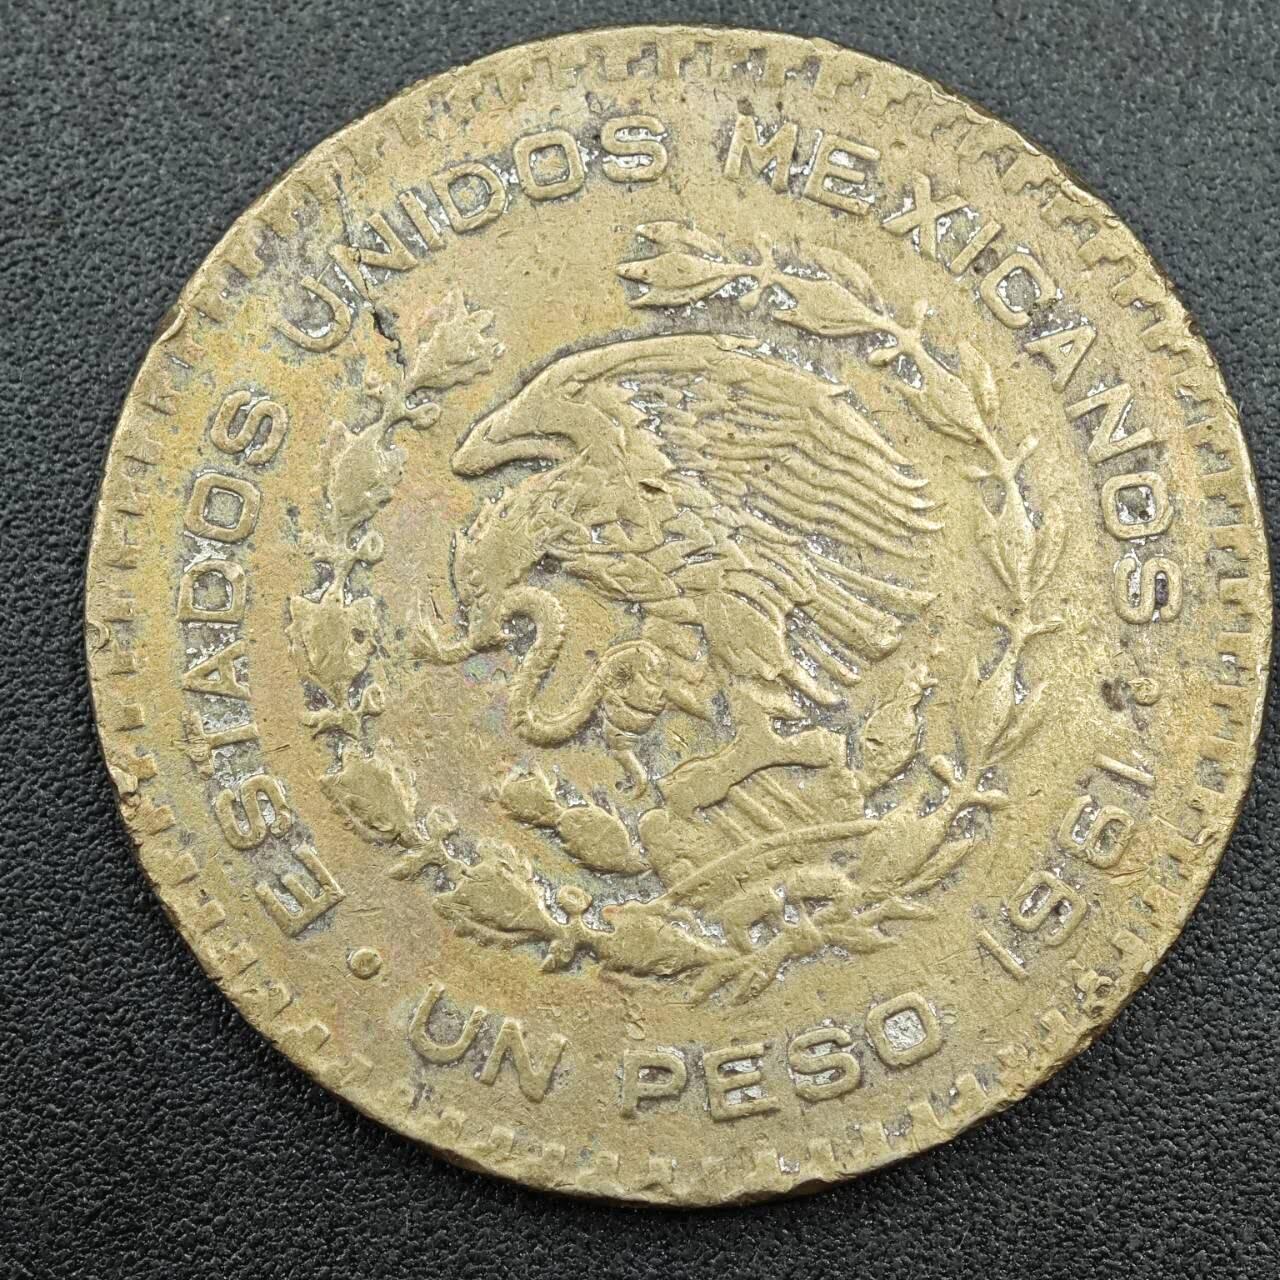 · ESTADOS UNIDOS MEXICANOS · 1961
UN PESO